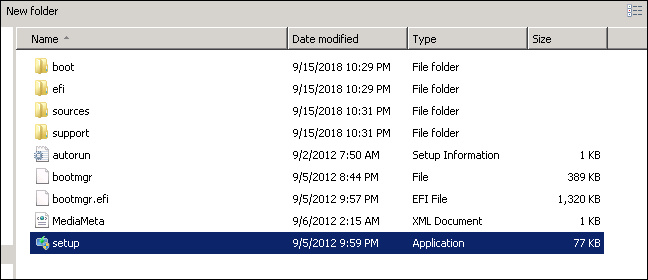 New folder
Name Date modified Type Size
boot 9/15/2018 10:29 PM File folder
efi 9/15/2018 10:29 PM File folder
sources 9/15/2018 10:31 PM File folder
support 9/15/2018 10:31 PM File folder
autorun 9/2/2012 7:50 AM Setup Information 1 KB
bootmgr 9/5/2012 8:44 PM File 389 KB
bootmgr.efi 9/5/2012 9:57 PM EFI File 1,320 KB
MediaMeta 9/6/2012 2:15 AM XML Document 1 KB
setup 9/5/2012 9:59 PM Application 77 KB